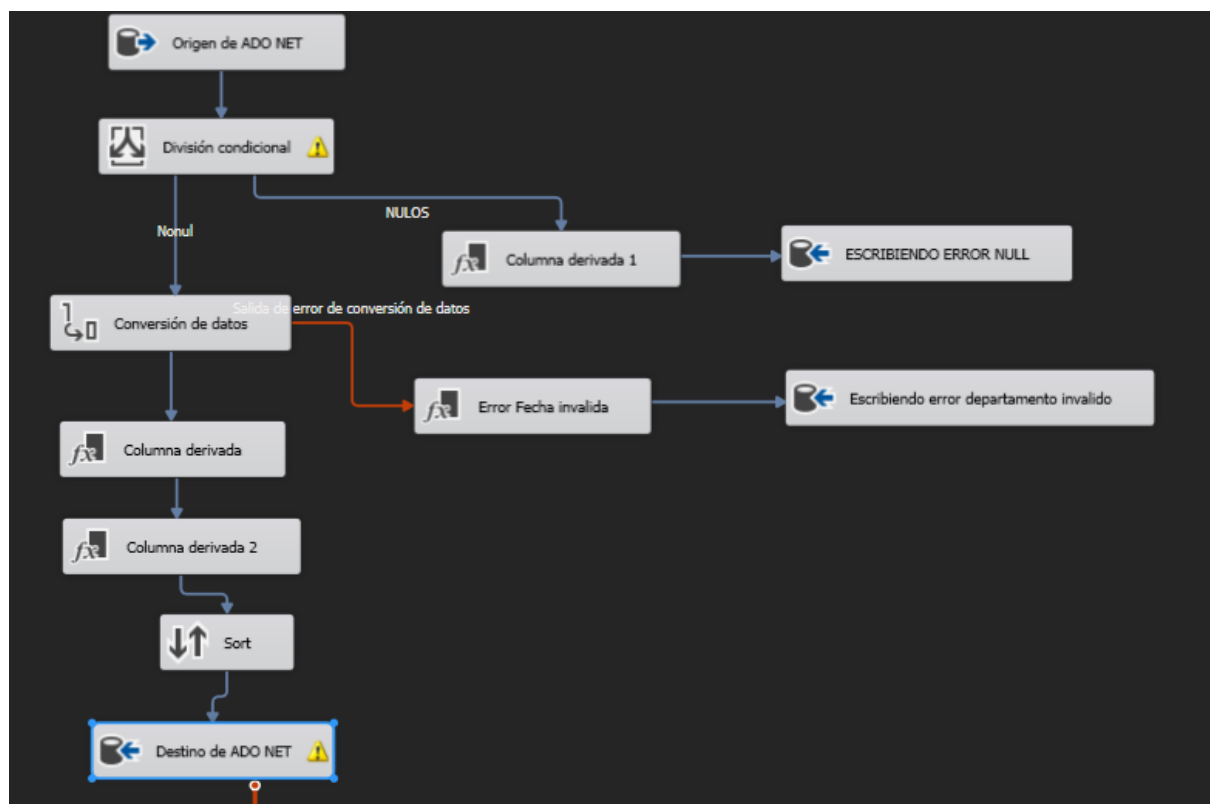 Origen de ADO NET
División condicional
NULOS
Nonul
Columna derivada 1
ESCRIBIENDO ERROR NULL
Salida de error de conversión de datos
Conversión de datos
Error Fecha invalida
Escribiendo error departamento invalido
Columna derivada
Columna derivada 2
Sort
Destino de ADO NET